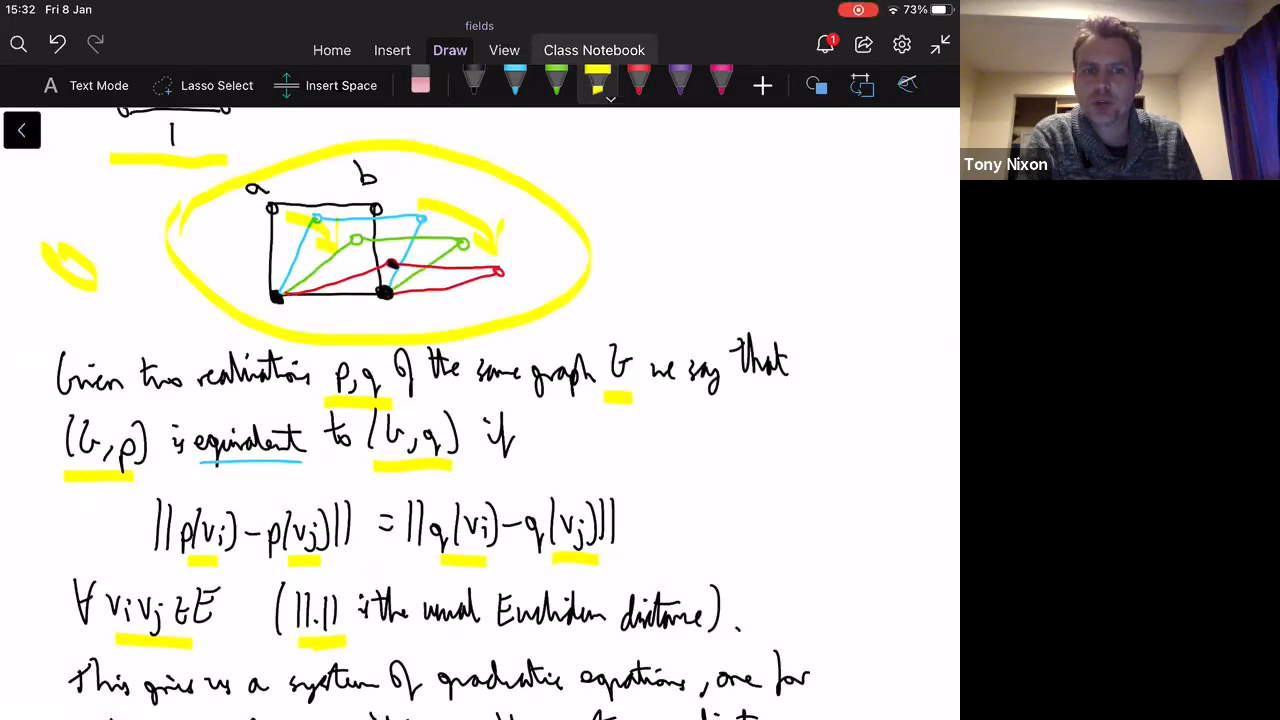 15:32 Fri 8 Jan
73%
fields
Home Insert Draw View Class Notebook
1
A Text Mode Lasso Select Insert Space
Tony Nixon
1
a b
Given two realisations p, q of the same graph G we say that
(G, p) is equivalent to (G, q) if
||p(vi) - p(vj)|| = ||q(vi) - q(vj)||
∀ vivj ∈ E (||.|| is the usual Euclidean distance).
This gives us a system of quadratic equations, one for